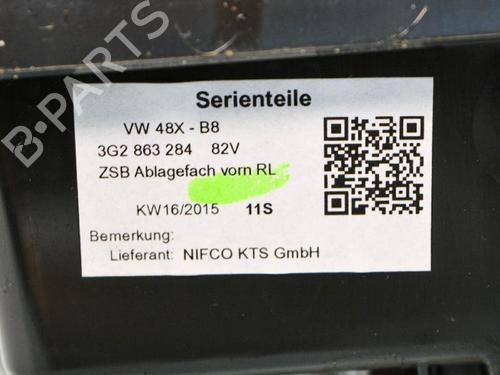 B-PARTS
Serienteile
VW 48X - B8
3G2 863 284 82V
ZSB Ablagefach vorn RL
KW16/2015 11S
Bemerkung:
Lieferant: NIFCO KTS GmbH